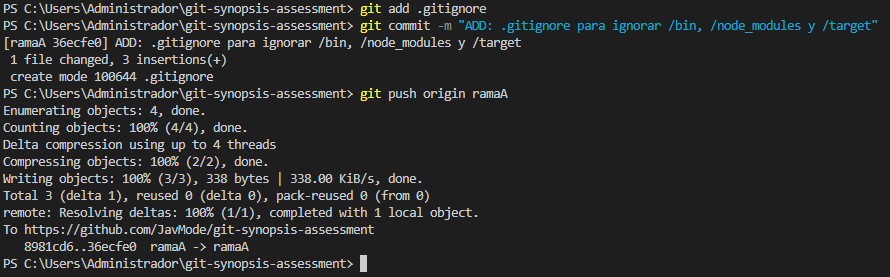 PS C:\Users\Administrador\git-synopsis-assessment> git add .gitignore
PS C:\Users\Administrador\git-synopsis-assessment> git commit -m "ADD: .gitignore para ignorar /bin, /node_modules y /target"
[ramaA 36ecfe0] ADD: .gitignore para ignorar /bin, /node_modules y /target
 1 file changed, 3 insertions(+)
 create mode 100644 .gitignore
PS C:\Users\Administrador\git-synopsis-assessment> git push origin ramaA
Enumerating objects: 4, done.
Counting objects: 100% (4/4), done.
Delta compression using up to 4 threads
Compressing objects: 100% (2/2), done.
Writing objects: 100% (3/3), 338 bytes | 338.00 KiB/s, done.
Total 3 (delta 1), reused 0 (delta 0), pack-reused 0 (from 0)
remote: Resolving deltas: 100% (1/1), completed with 1 local object.
To https://github.com/JavMode/git-synopsis-assessment
   8981cd6..36ecfe0  ramaA -> ramaA
PS C:\Users\Administrador\git-synopsis-assessment>